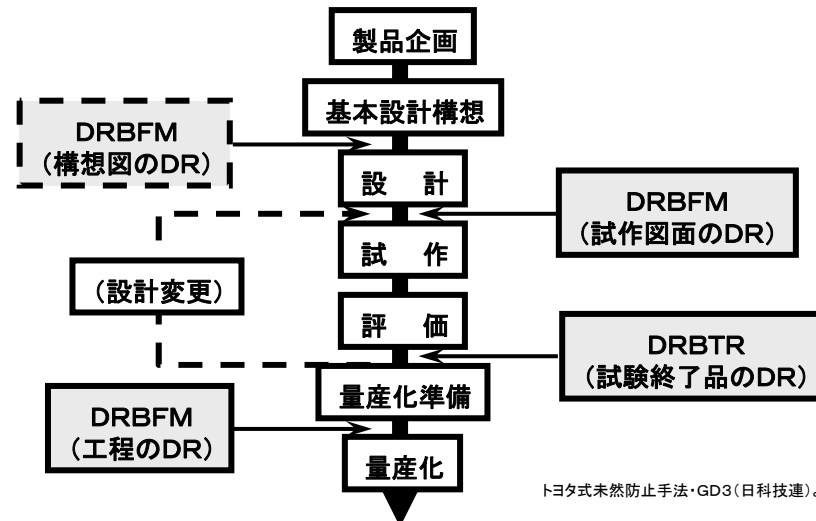 製品企画
基本設計構想
DRBFM
(構想図のDR)
設　計
DRBFM
(試作図面のDR)
試　作
(設計変更)
評　価
DRBTR
(試験終了品のDR)
量産化準備
DRBFM
(工程のDR)
量産化
トヨタ式未然防止手法・GD3(日科技連)